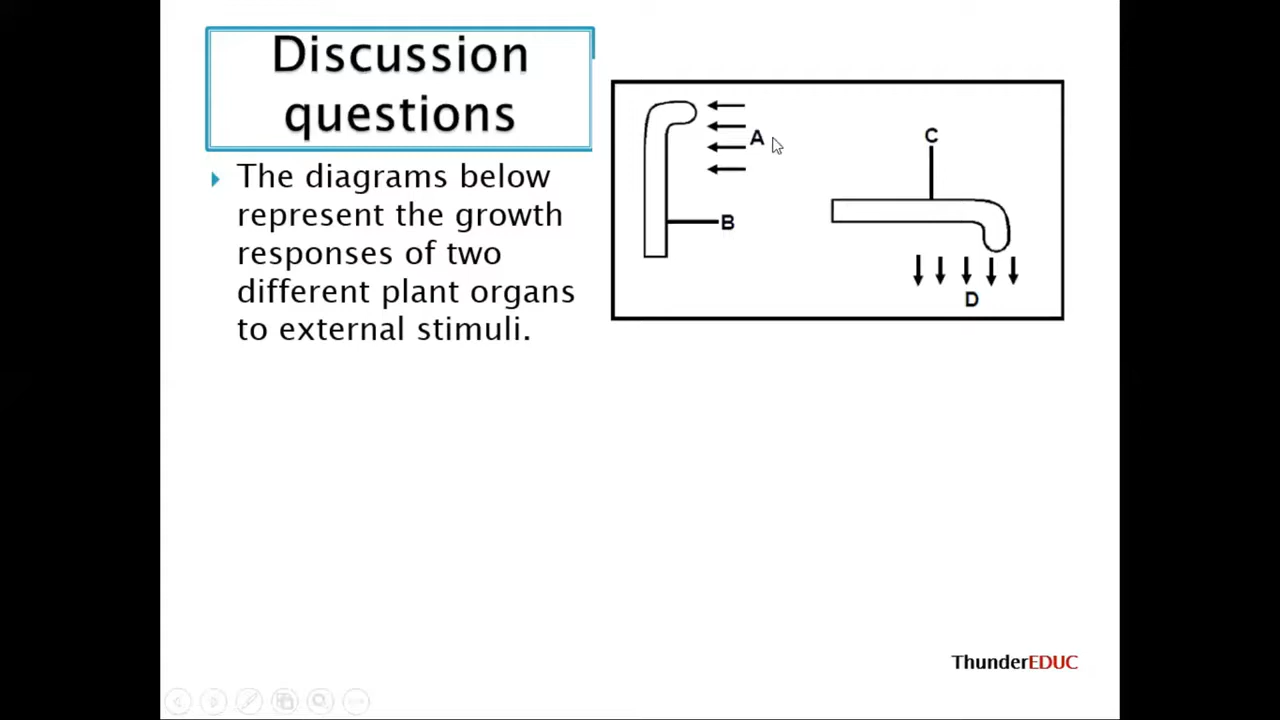 Discussion
questions
The diagrams below
represent the growth
responses of two
different plant organs
to external stimuli.
A
B
C
D
ThunderEDUC